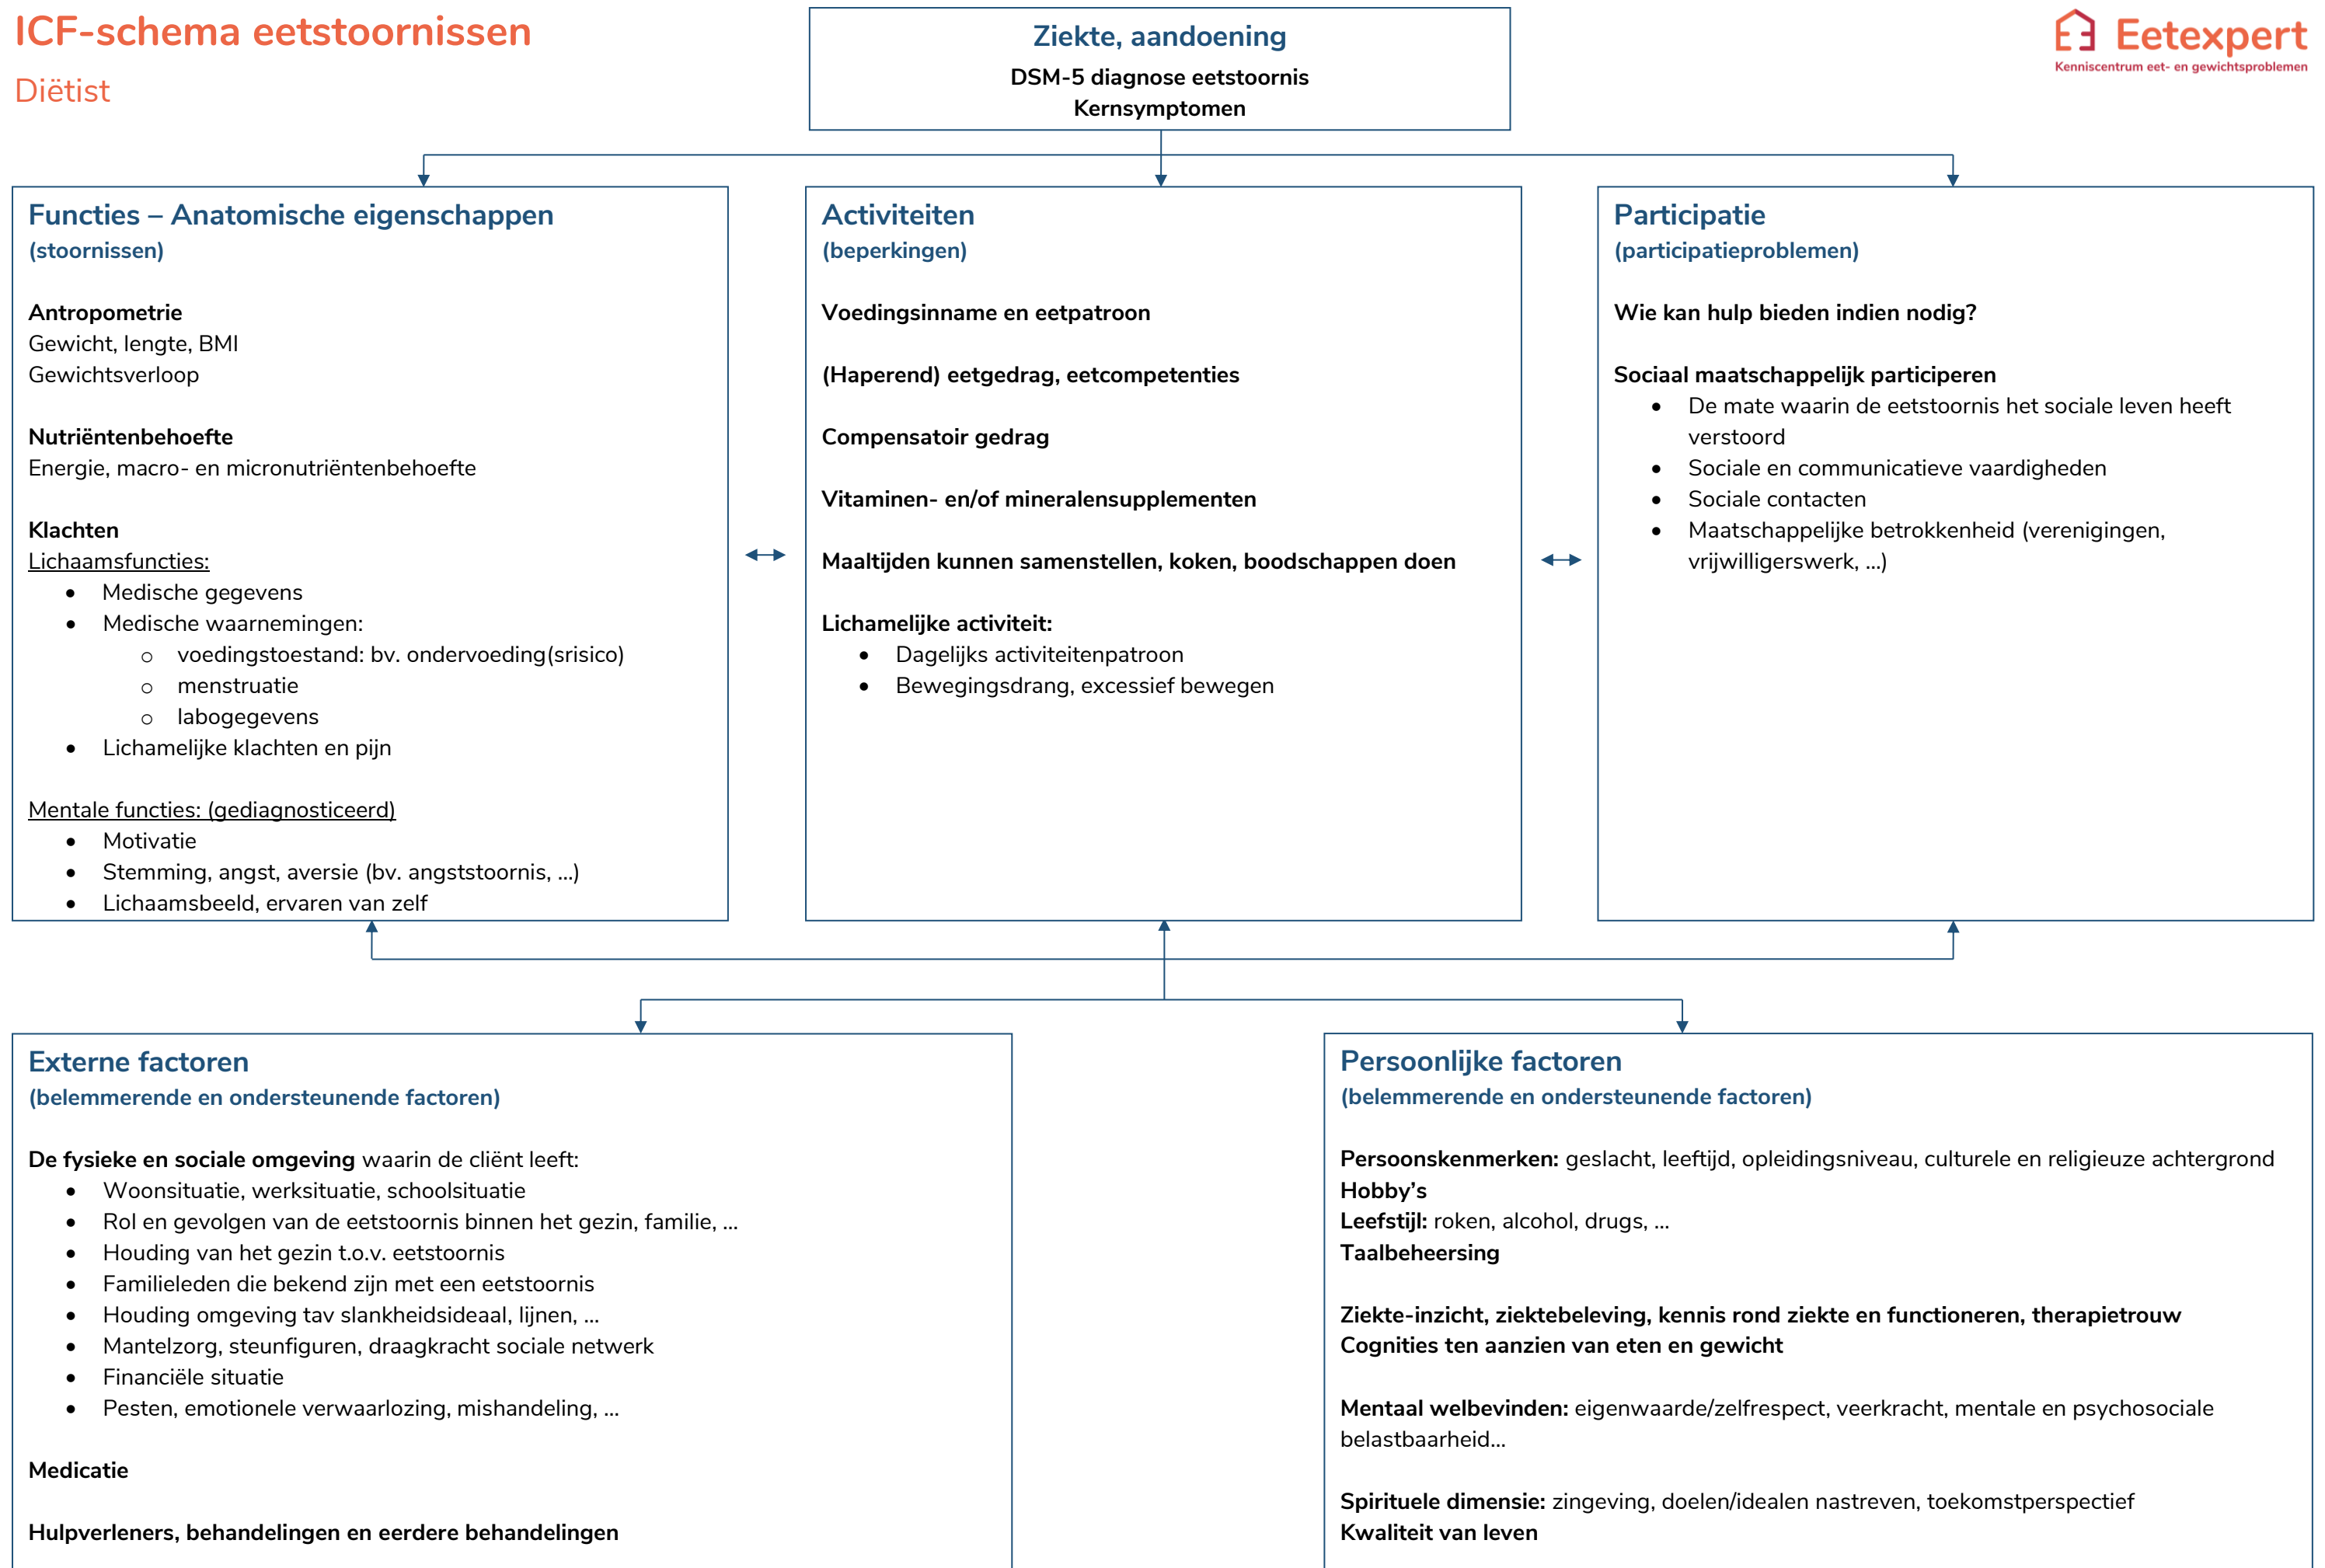 ICF-schema eetstoornissen
Diëtist
Ziekte, aandoening
DSM-5 diagnose eetstoornis
Kernsymptomen
Eetexpert
Kenniscentrum eet- en gewichtsproblemen
Functies – Anatomische eigenschappen
(stoornissen)
Antropometrie
Gewicht, lengte, BMI
Gewichtsverloop
Nutriëntenbehoefte
Energie, macro- en micronutriëntenbehoefte
Klachten
Lichaamsfuncties:
• Medische gegevens
• Medische waarnemingen:
o voedingstoestand: bv. ondervoeding(srisico)
o menstruatie
o labogegevens
• Lichamelijke klachten en pijn
Mentale functies: (gediagnosticeerd)
• Motivatie
• Stemming, angst, aversie (bv. angststoornis, ...)
• Lichaamsbeeld, ervaren van zelf
Activiteiten
(beperkingen)
Voedingsinname en eetpatroon
(Haperend) eetgedrag, eetcompetenties
Compensatoir gedrag
Vitaminen- en/of mineralensupplementen
Maaltijden kunnen samenstellen, koken, boodschappen doen
Lichamelijke activiteit:
• Dagelijks activiteitenpatroon
• Bewegingsdrang, excessief bewegen
Participatie
(participatieproblemen)
Wie kan hulp bieden indien nodig?
Sociaal maatschappelijk participeren
• De mate waarin de eetstoornis het sociale leven heeft
verstoord
• Sociale en communicatieve vaardigheden
• Sociale contacten
• Maatschappelijke betrokkenheid (verenigingen,
vrijwilligerswerk, ...)
Externe factoren
(belemmerende en ondersteunende factoren)
De fysieke en sociale omgeving waarin de cliënt leeft:
• Woonsituatie, werksituatie, schoolsituatie
• Rol en gevolgen van de eetstoornis binnen het gezin, familie, ...
• Houding van het gezin t.o.v. eetstoornis
• Familieleden die bekend zijn met een eetstoornis
• Houding omgeving tav slankheidsideaal, lijnen, ...
• Mantelzorg, steunfiguren, draagkracht sociale netwerk
• Financiële situatie
• Pesten, emotionele verwaarlozing, mishandeling, ...
Medicatie
Hulpverleners, behandelingen en eerdere behandelingen
Persoonlijke factoren
(belemmerende en ondersteunende factoren)
Persoonskenmerken: geslacht, leeftijd, opleidingsniveau, culturele en religieuze achtergrond
Hobby’s
Leefstijl: roken, alcohol, drugs, ...
Taalbeheersing
Ziekte-inzicht, ziektebeleving, kennis rond ziekte en functioneren, therapietrouw
Cognities ten aanzien van eten en gewicht
Mentaal welbevinden: eigenwaarde/zelfrespect, veerkracht, mentale en psychosociale
belastbaarheid...
Spirituele dimensie: zingeving, doelen/idealen nastreven, toekomstperspectief
Kwaliteit van leven